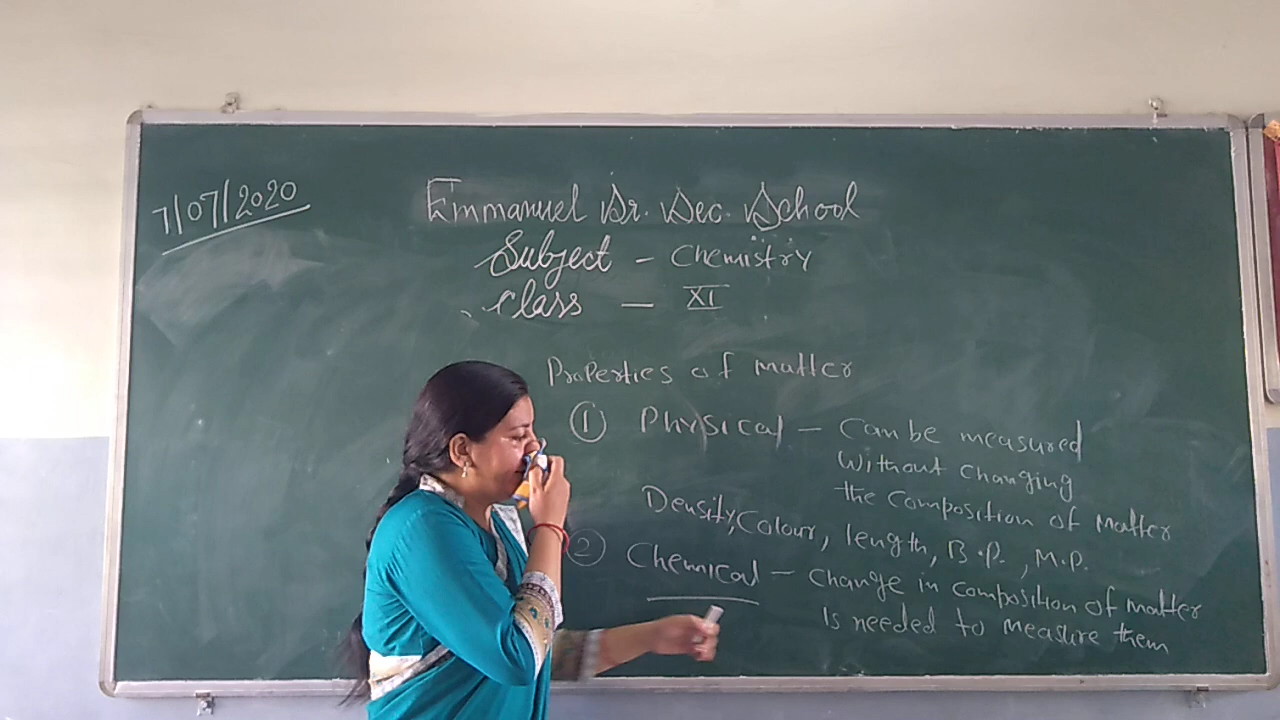 7/07/2020
Emmanuel Sr. Sec. School
Subject - Chemistry
Class - XI
Properties of matter
① Physical - Can be measured
without changing
the composition of matter
Density, Colour, length, B.P., M.P.
② Chemical - Change in composition of matter
is needed to measure them